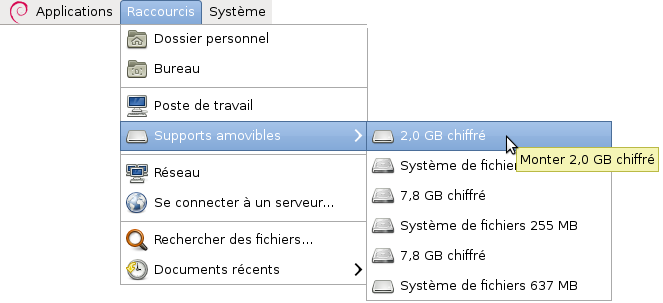 Applications Raccourcis Système
Dossier personnel
Bureau
Poste de travail
Supports amovibles
Réseau
Se connecter à un serveur...
Rechercher des fichiers...
Documents récents
2,0 GB chiffré
Monter 2,0 GB chiffré
Système de fichier
7,8 GB chiffré
Système de fichiers 255 MB
7,8 GB chiffré
Système de fichiers 637 MB